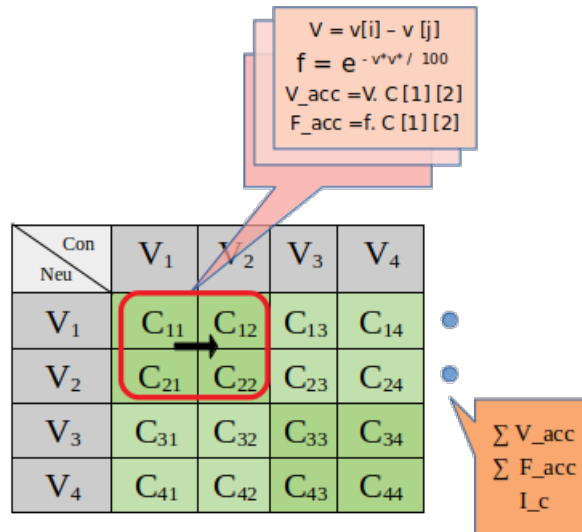 V = v[i] – v [j]
f = e^{- v*v* / 100}
V_acc =V. C [1] [2]
F_acc =f. C [1] [2]
Con
Neu
V₁ V₂ V₃ V₄
V₁ C₁₁ C₁₂ C₁₃ C₁₄
V₂ C₂₁ C₂₂ C₂₃ C₂₄
V₃ C₃₁ C₃₂ C₃₃ C₃₄
V₄ C₄₁ C₄₂ C₄₃ C₄₄
∑ V_acc
∑ F_acc
I_c